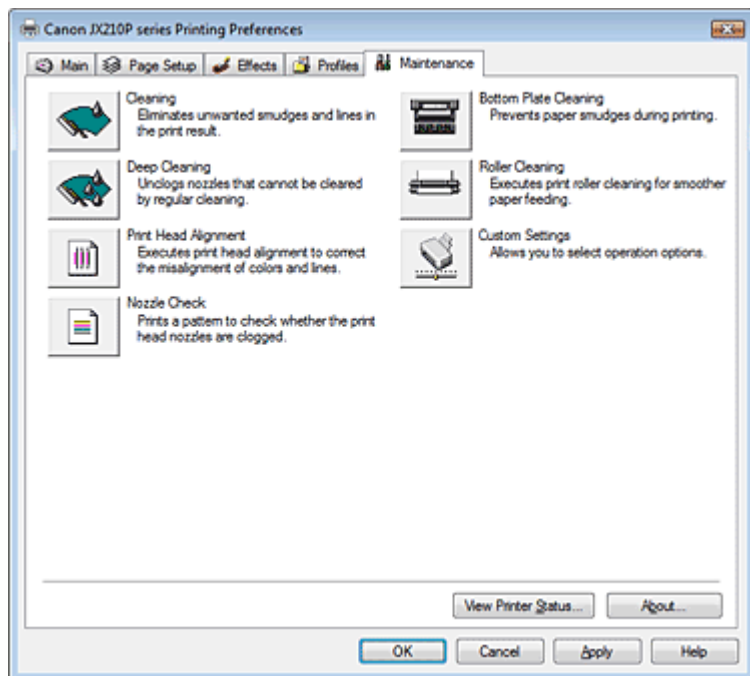 Canon JX210P series Printing Preferences
Main
Page Setup
Effects
Profiles
Maintenance
Cleaning
Eliminates unwanted smudges and lines in
the print result.
Deep Cleaning
Unclogs nozzles that cannot be cleared
by regular cleaning.
Print Head Alignment
Executes print head alignment to correct
the misalignment of colors and lines.
Nozzle Check
Prints a pattern to check whether the print
head nozzles are clogged.
Bottom Plate Cleaning
Prevents paper smudges during printing.
Roller Cleaning
Executes print roller cleaning for smoother
paper feeding.
Custom Settings
Allows you to select operation options.
View Printer Status...
About...
OK
Cancel
Apply
Help